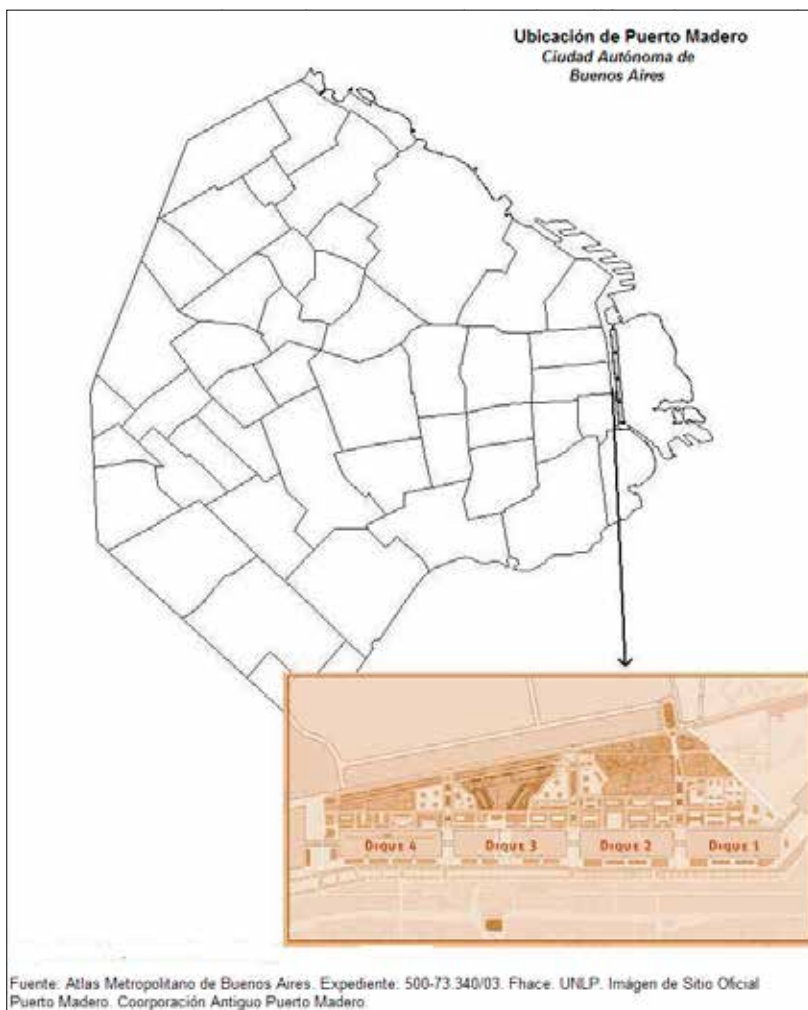 Ubicación de Puerto Madero
Ciudad Autónoma de
Buenos Aires
DIQUE 4
DIQUE 3
DIQUE 2
DIQUE 1
Fuente: Atlas Metropolitano de Buenos Aires. Expediente: 500-73.340/03. Fhace. UNLP. Imágen de Sitio Oficial
Puerto Madero. Coorporación Antiguo Puerto Madero.